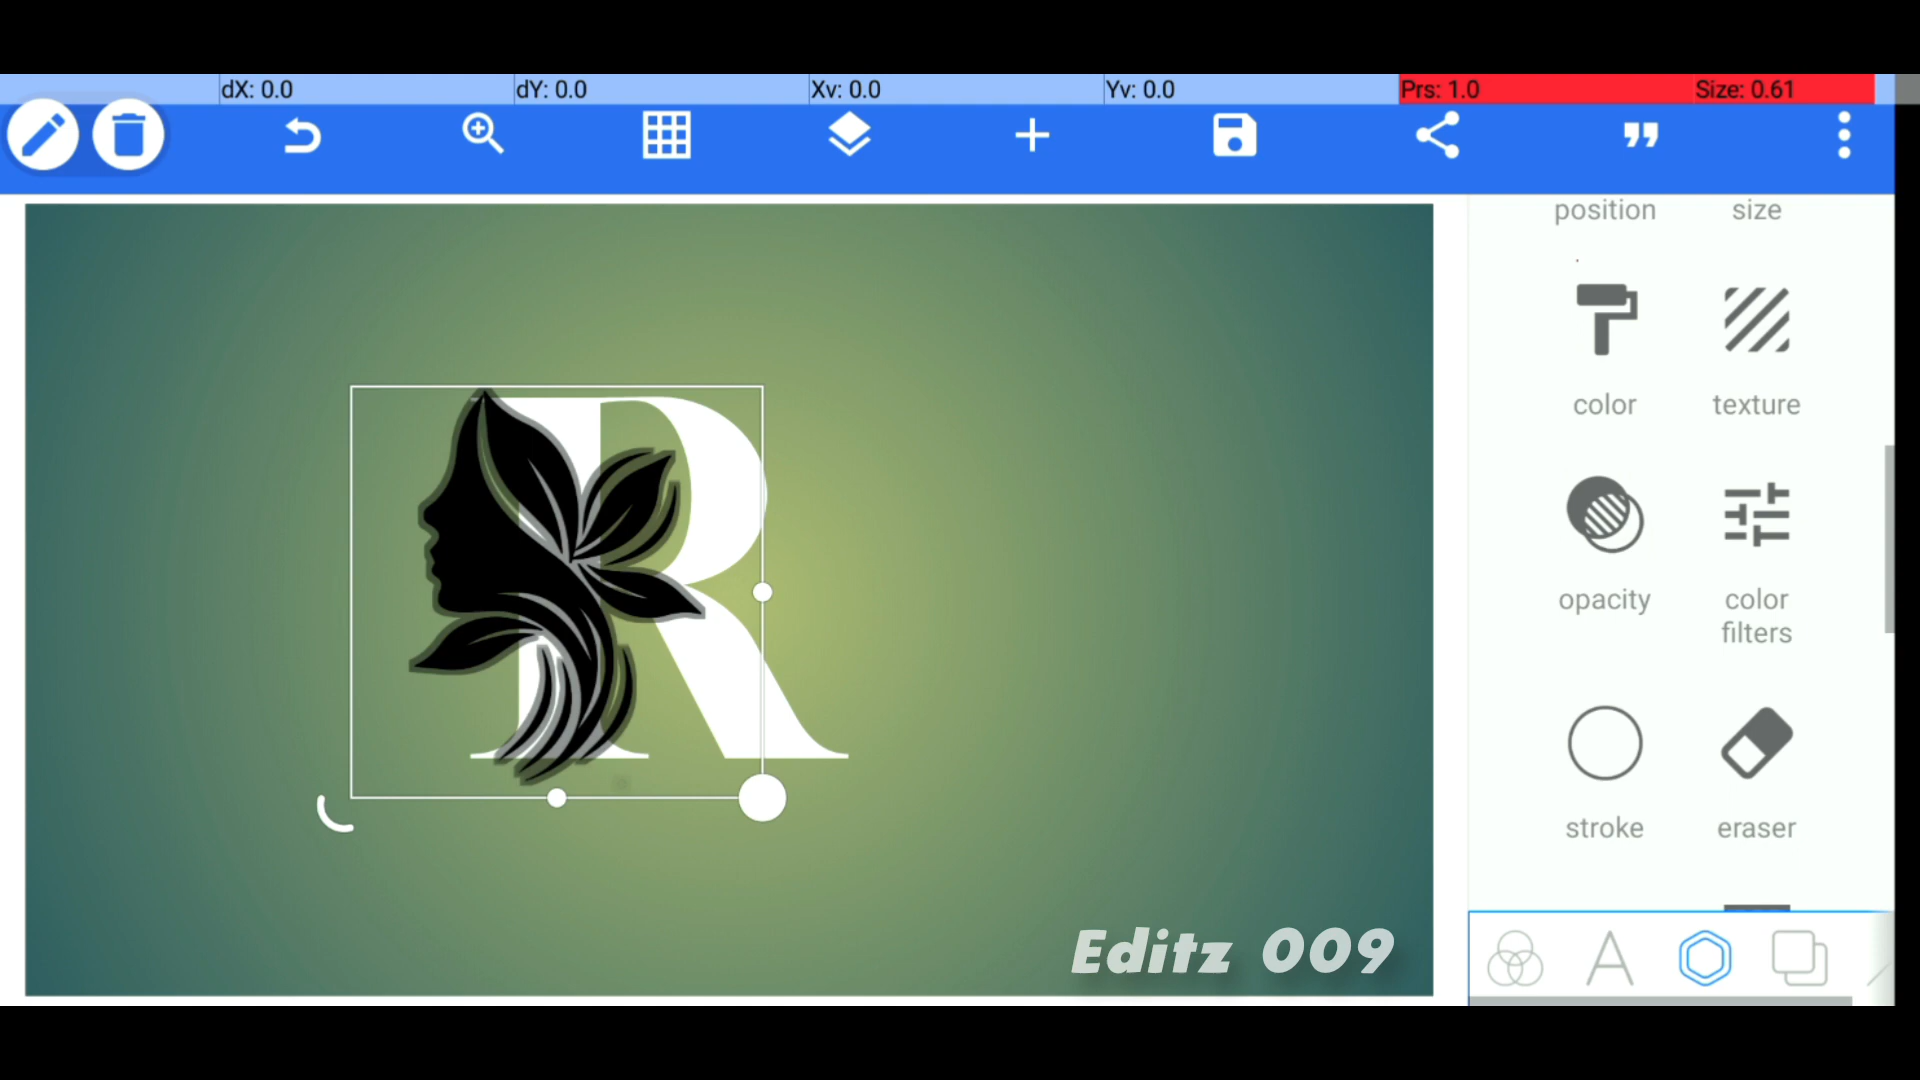 dX: 0.0 dY: 0.0 Xv: 0.0 Yv: 0.0 Prs: 1.0 Size: 0.61
position size
color texture
opacity color
filters
stroke eraser
R
Editz 009
A